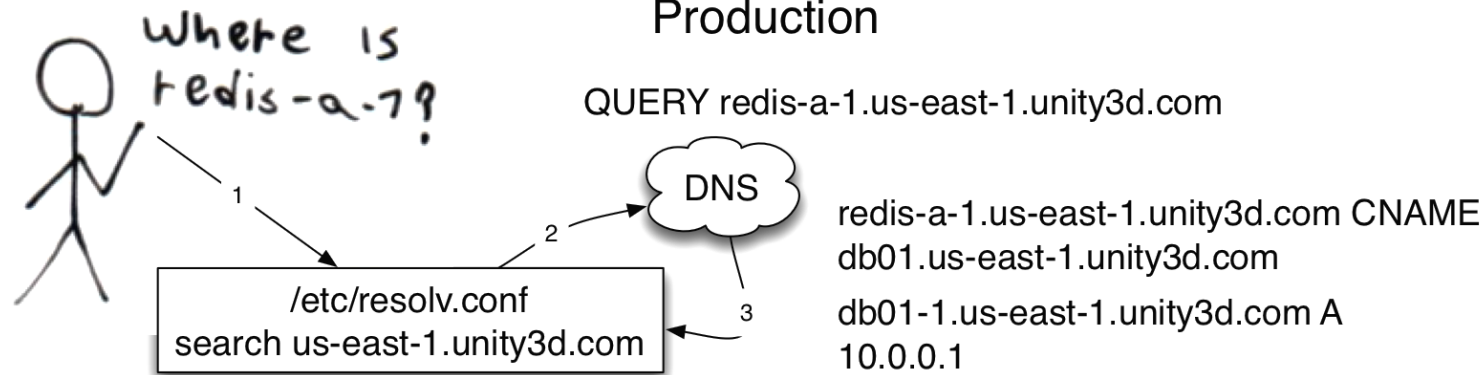 Where is
redis-a-1?
Production
QUERY redis-a-1.us-east-1.unity3d.com
1
2
DNS
3
/etc/resolv.conf
search us-east-1.unity3d.com
redis-a-1.us-east-1.unity3d.com CNAME
db01.us-east-1.unity3d.com
db01-1.us-east-1.unity3d.com A
10.0.0.1